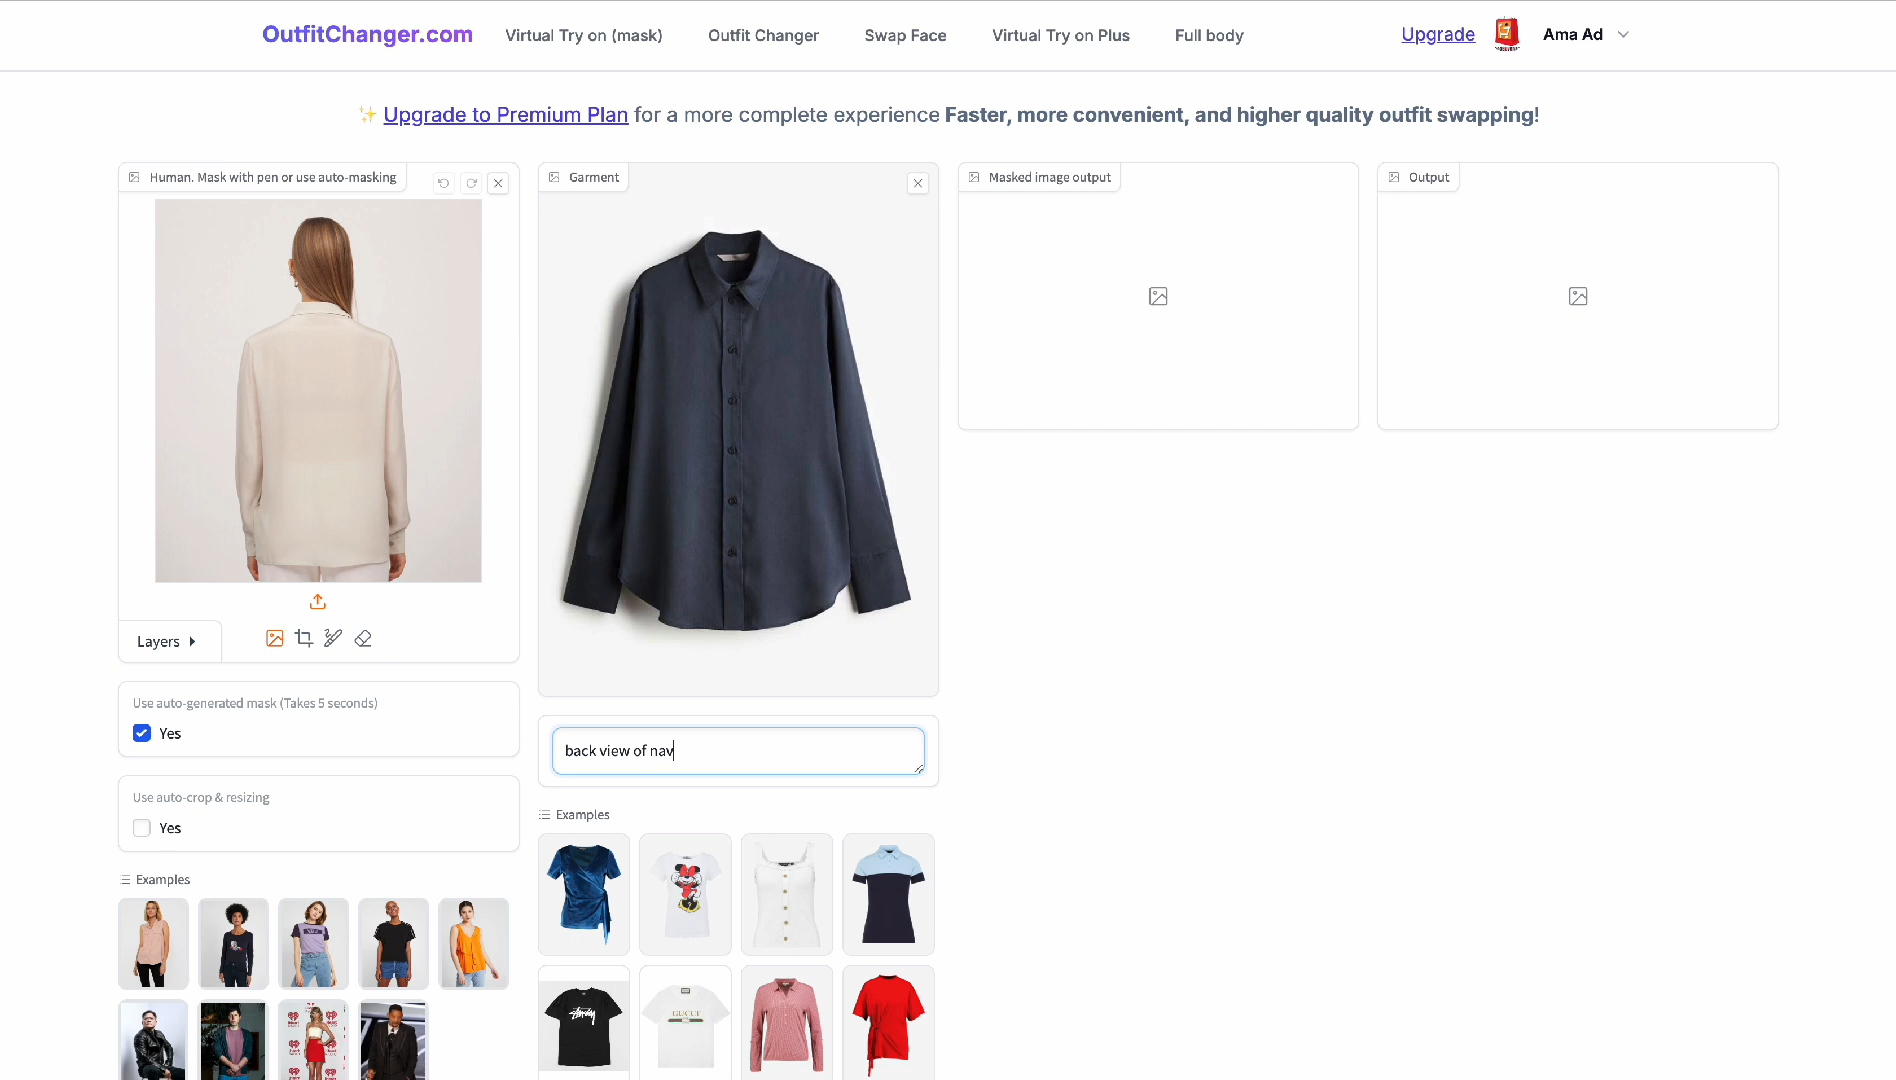 OutfitChanger.com
Virtual Try on (mask)
Outfit Changer
Swap Face
Virtual Try on Plus
Full body
Upgrade
Ama Ad
✨ Upgrade to Premium Plan for a more complete experience Faster, more convenient, and higher quality outfit swapping!
Human. Mask with pen or use auto-masking
Garment
Masked image output
Output
Layers
Use auto-generated mask (Takes 5 seconds)
Yes
back view of nav
Use auto-crop & resizing
Yes
Examples
Examples
GUCCI